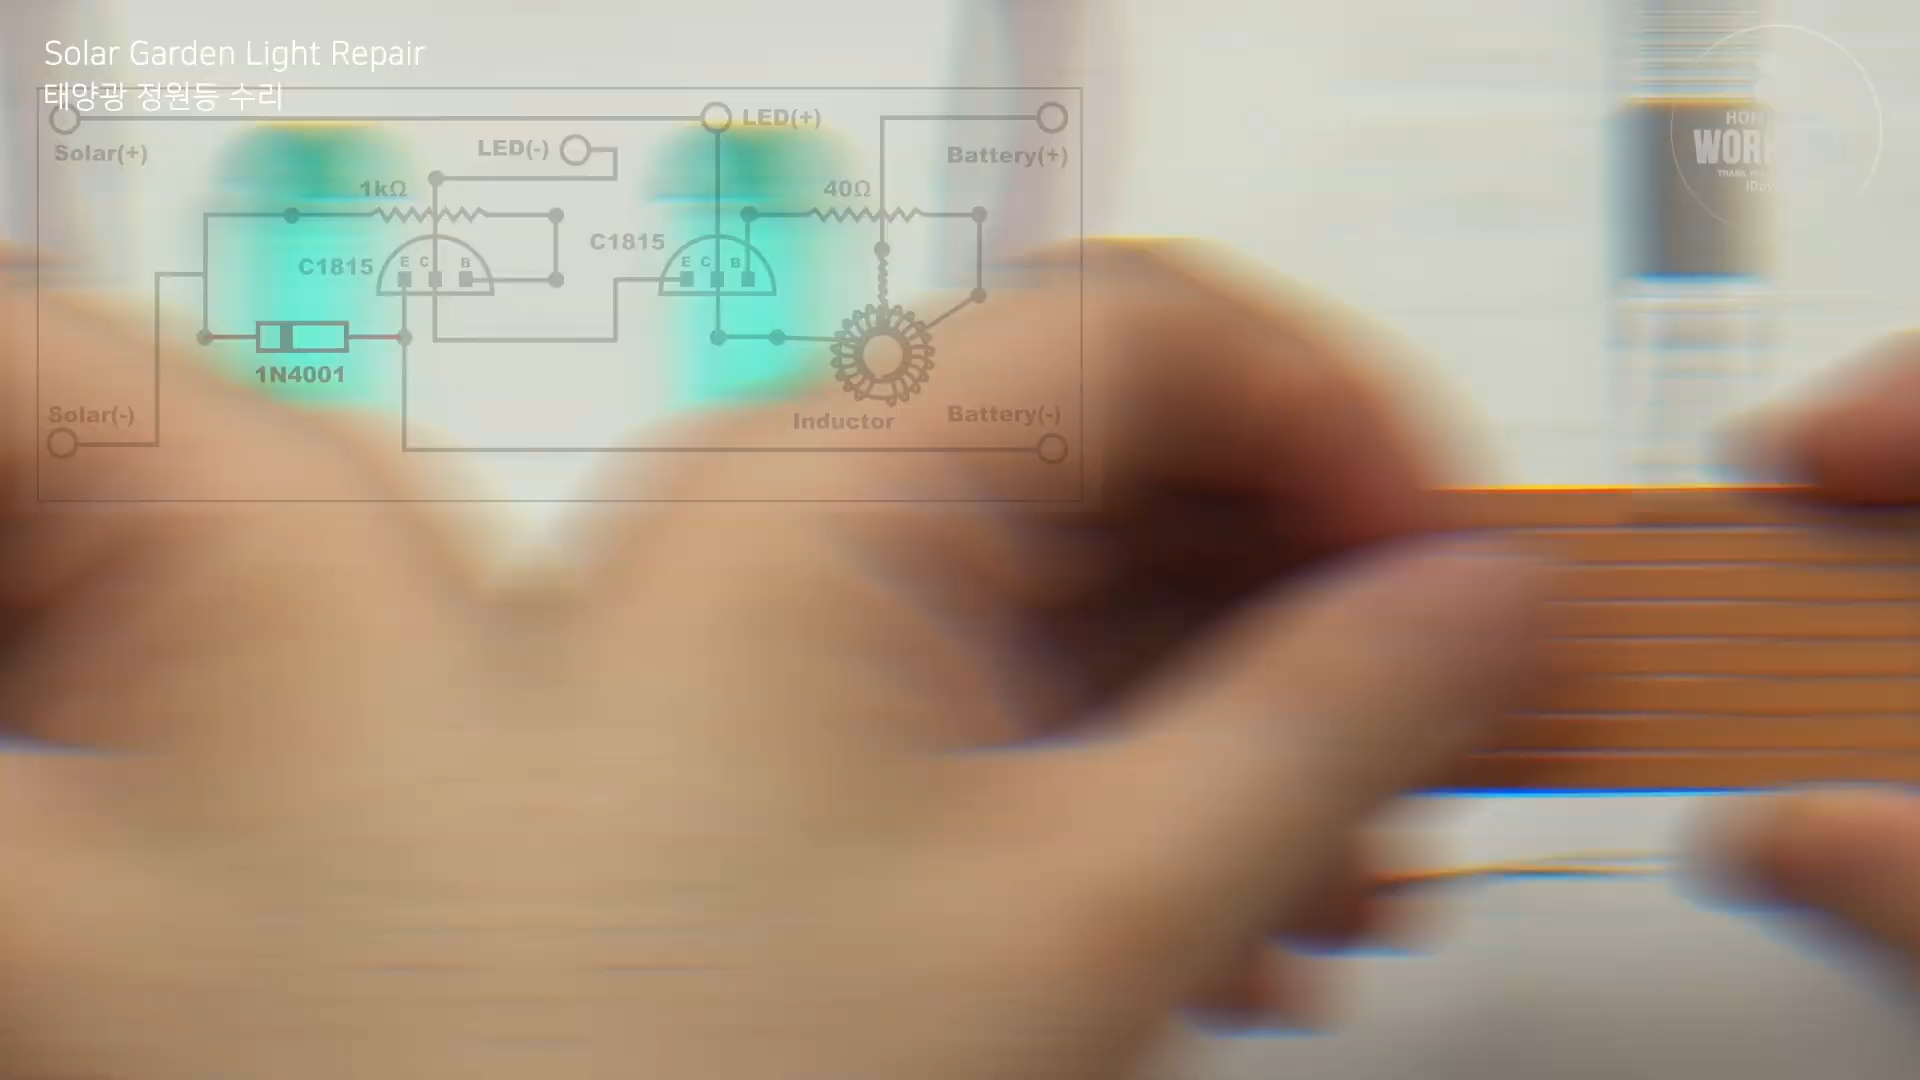 Solar Garden Light Repair
태양광 정원등 수리
Solar(+)
LED(+)
LED(-)
Battery(+)
1kΩ
40Ω
C1815
E C B
C1815
E C B
1N4001
Solar(-)
Inductor
Battery(-)